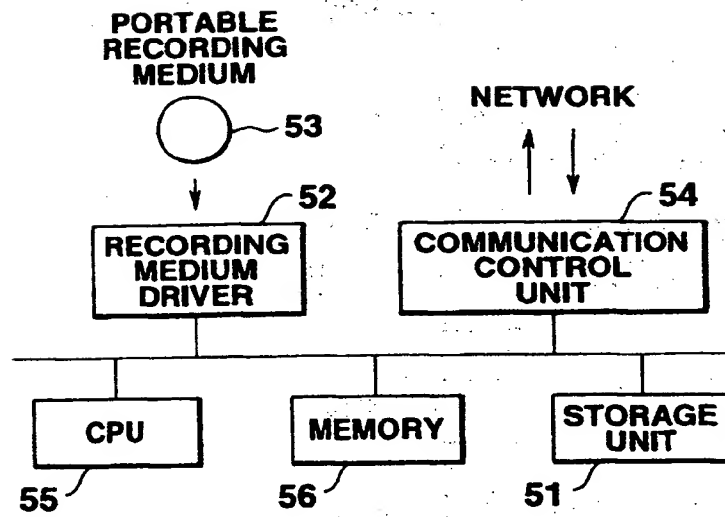 PORTABLE
RECORDING
MEDIUM
53
NETWORK
52
54
RECORDING
MEDIUM
DRIVER
COMMUNICATION
CONTROL
UNIT
CPU
MEMORY
STORAGE
UNIT
55
56
51